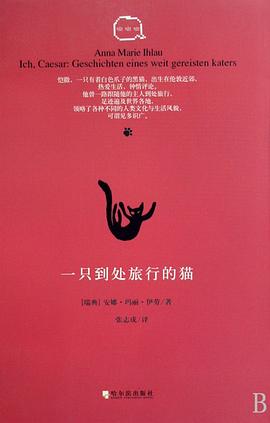 喵喵喵
Anna Marie Ihlau
Ich, Caesar: Geschichten eines weit gereisten katers
恺撒，一只有着白色爪子的黑猫，出生在伦敦近郊，
热爱生活，钟情评论。
他曾一路跟随他的主人到处旅行，
足迹遍及世界各地，
领略了各种不同的人类文化与生活风貌，
可谓见多识广。
一只到处旅行的猫
[瑞典] 安娜·玛丽·伊劳/著
张志成/译
哈尔滨出版社
B